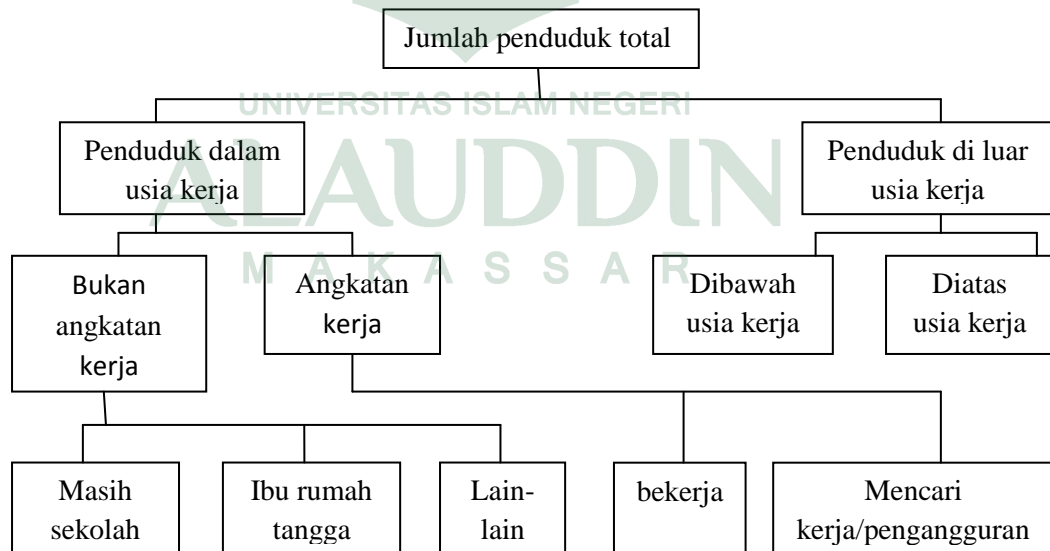 Jumlah penduduk total
UNIVERSITAS ISLAM NEGERI
ALAUDDIN
MAKASSAR
Penduduk dalam
usia kerja
Penduduk di luar
usia kerja
Bukan
angkatan
kerja
Angkatan
kerja
Dibawah
usia kerja
Diatas
usia kerja
Masih
sekolah
Ibu rumah
tangga
Lain-
lain
bekerja
Mencari
kerja/pengangguran